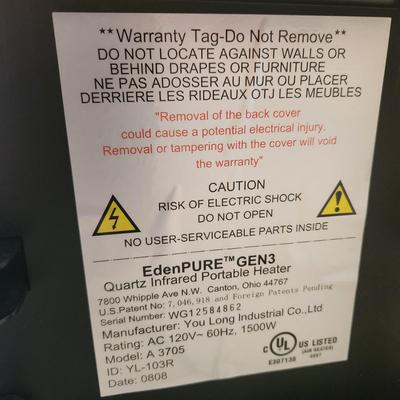 **Warranty Tag-Do Not Remove**
DO NOT LOCATE AGAINST WALLS OR
BEHIND DRAPES OR FURNITURE
NE PAS ADOSSER AU MUR OU PLACER
DERRIERE LES RIDEAUX OTJ LES MEUBLES
"Removal of the back cover
could cause a potential electrical injury.
Removal or tampering with the cover will void
the warranty"
CAUTION
RISK OF ELECTRIC SHOCK
DO NOT OPEN
NO USER-SERVICEABLE PARTS INSIDE
EdenPURE™GEN3
Quartz Infrared Portable Heater
7800 Whipple Ave N.W. Canton, Ohio 44767
U.S.Patent No: 7,046,918 and Foreign Patents Pending
Serial Number: WG12584862
Manufacturer: You Long Industrial Co.,Ltd
Rating: AC 120V~ 60Hz, 1500W
Model: A 3705
ID: YL-103R
Date: 0808
C UL US LISTED
(AIR HEATER)
E307138 4097